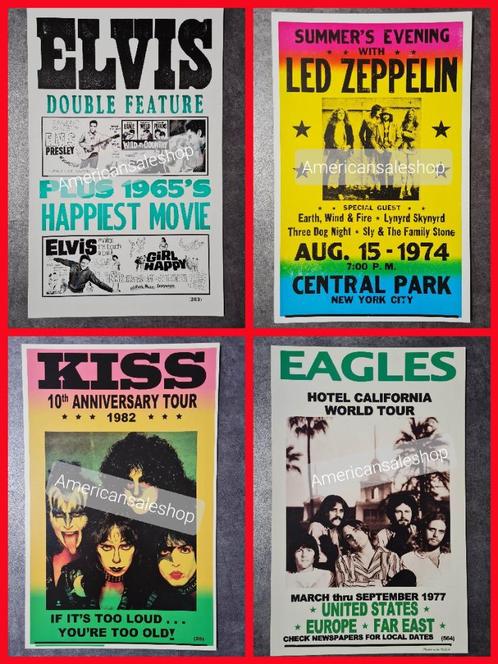 ELVIS
DOUBLE FEATURE
ELVIS
PRESLEY
WILD IN COUNTRY
Americansaleshop
PLUS 1965'S
HAPPIEST MOVIE
ELVIS
GIRL
HAPPY
(263)
SUMMER'S EVENING
WITH
LED ZEPPELIN
Americansaleshop
SPECIAL GUEST
Earth, Wind & Fire • Lynyrd Skynyrd
Three Dog Night • Sly & The Family Stone
AUG. 15 - 1974
7:00 P. M.
CENTRAL PARK
NEW YORK CITY
KISS
10th ANNIVERSARY TOUR
1982
Americansaleshop
IF IT'S TOO LOUD . . .
YOU'RE TOO OLD!
EAGLES
HOTEL CALIFORNIA
WORLD TOUR
Americansaleshop
MARCH thru SEPTEMBER 1977
UNITED STATES
EUROPE • FAR EAST
CHECK NEWSPAPERS FOR LOCAL DATES (564)